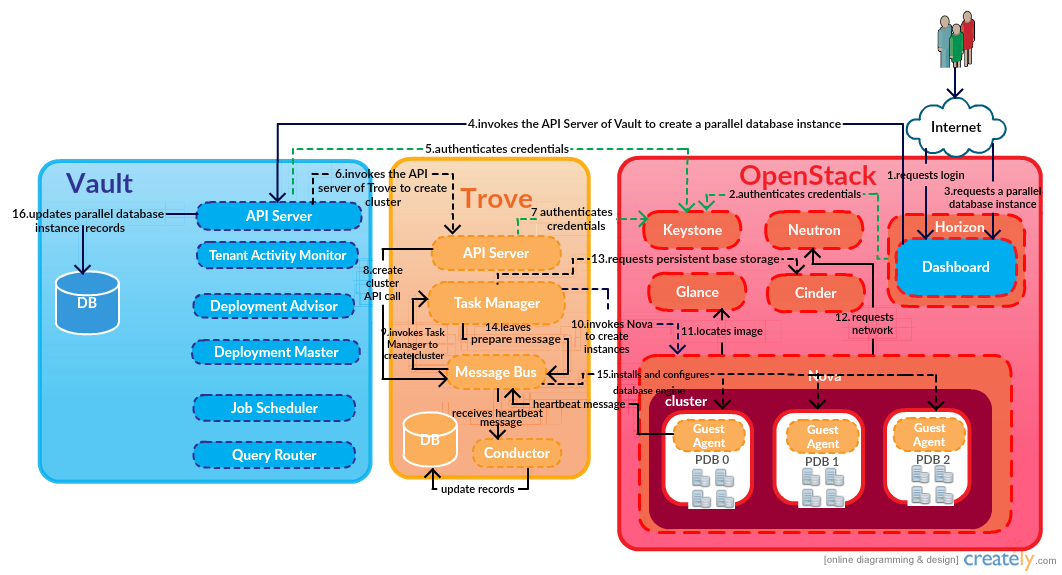 Internet
4.invokes the API Server of Vault to create a parallel database instance
5.authenticates credentials
1.requests login
3.requests a parallel
database instance
2.authenticates credentials
Vault
Trove
OpenStack
6.invokes the API
server of Trove to create
cluster
16.updates parallel database
instance records
API Server
Tenant Activity Monitor
Deployment Advisor
Deployment Master
Job Scheduler
Query Router
DB
7 authenticates
credentials
API Server
8.create
cluster
API call
Task Manager
9.invokes Task
Manager to
create cluster
14.leaves
prepare message
Message Bus
receives heartbeat
message
DB
Conductor
update records
13.requests persistent base storage
10.invokes Nova
to create
instances
11.locates image
12.requests
network
15.installs and configures
database engine
heartbeat message
Keystone
Neutron
Glance
Cinder
Horizon
Dashboard
Nova
cluster
Guest
Agent
PDB 0
Guest
Agent
PDB 1
Guest
Agent
PDB 2
[online diagramming & design] creately.com